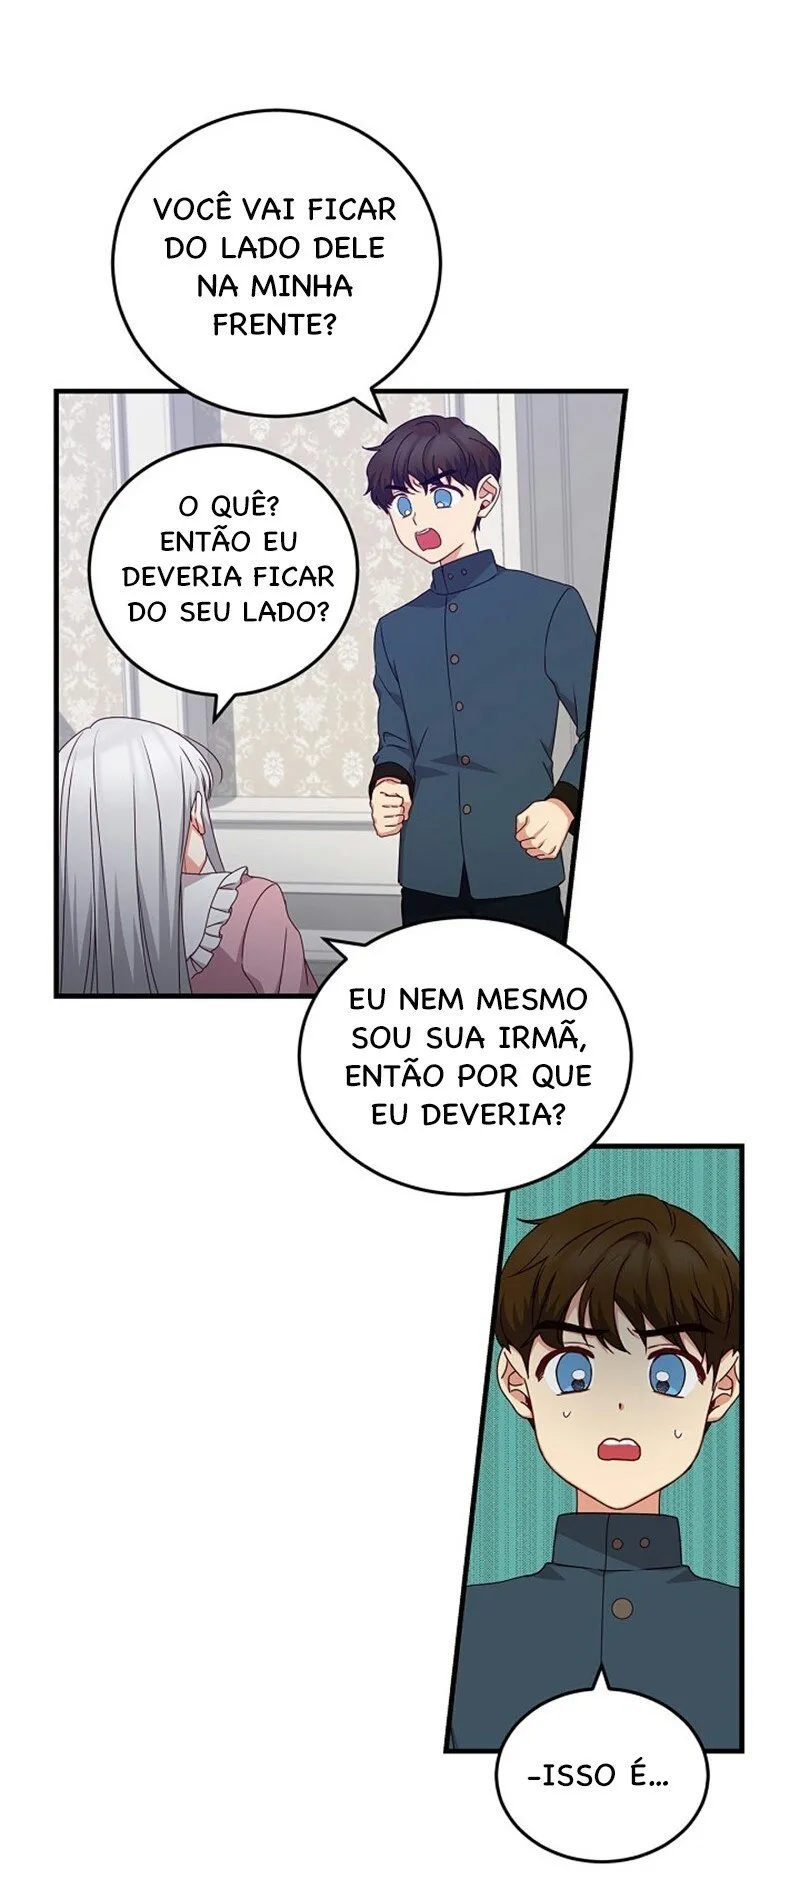 VOCÊ VAI FICAR
DO LADO DELE
NA MINHA
FRENTE?
O QUÊ?
ENTÃO EU
DEVERIA FICAR
DO SEU LADO?
EU NEM MESMO
SOU SUA IRMÃ,
ENTÃO POR QUE
EU DEVERIA?
-ISSO É...